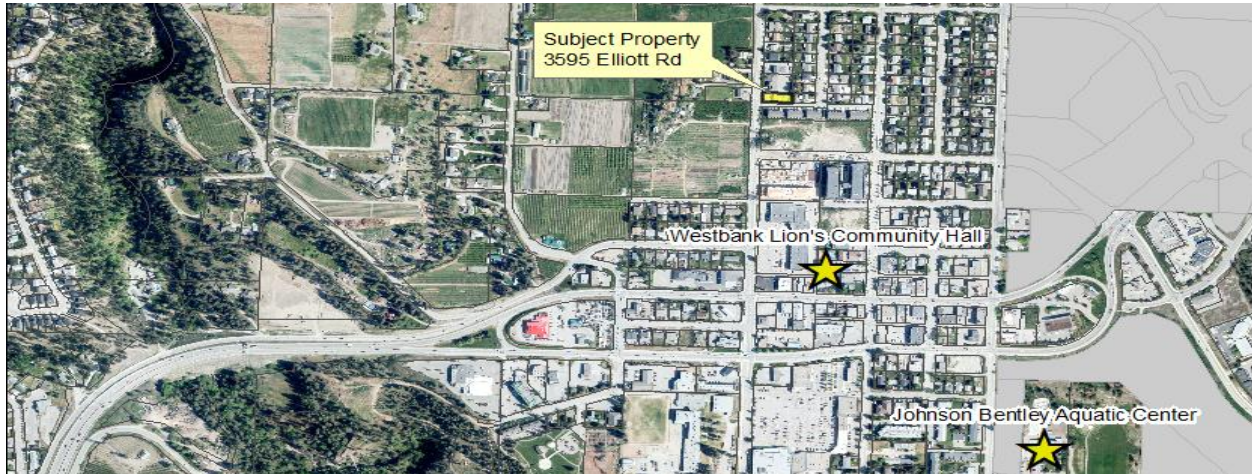 Subject Property
3595 Elliott Rd
Westbank Lion's Community Hall
Johnson Bentley Aquatic Center